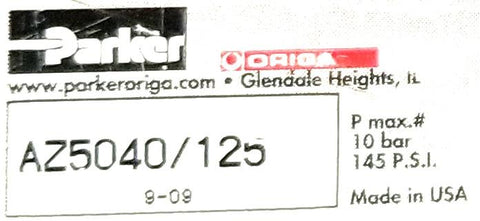 Parker
ORIGA
www.parkeroriga.com • Glendale Heights, IL
AZ5040/125
9-09
P max.#
10 bar
145 P.S.I.
Made in USA